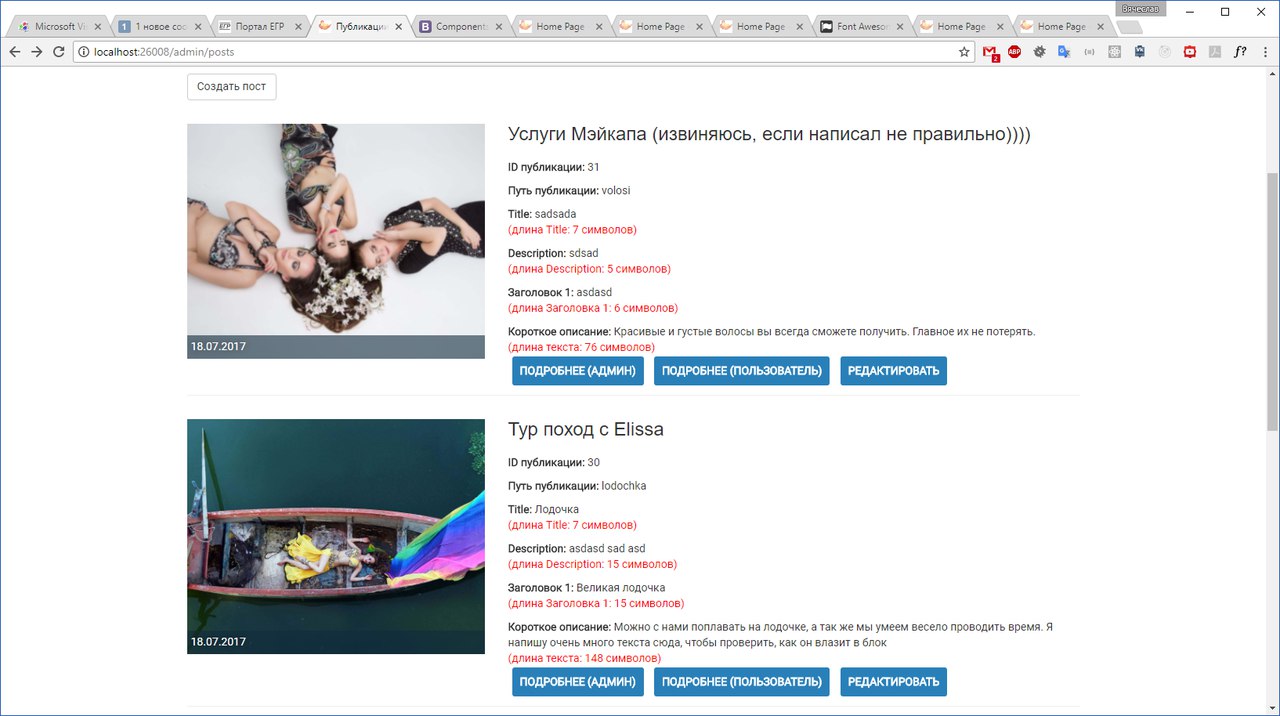 Вячеслав
Microsoft Vi
1 новое соо
Портал ЕГР
Публикаци
Components
Home Page
Home Page
Home Page
Font Awesom
Home Page
Home Page
localhost:26008/admin/posts
Создать пост
Услуги Мэйкапа (извиняюсь, если написал не правильно))))
ID публикации: 31
Путь публикации: volosi
Title: sadsada
(длина Title: 7 символов)
Description: sdsad
(длина Description: 5 символов)
Заголовок 1: asdasd
(длина Заголовка 1: 6 символов)
Короткое описание: Красивые и густые волосы вы всегда сможете получить. Главное их не потерять.
(длина текста: 76 символов)
18.07.2017
ПОДРОБНЕЕ (АДМИН) ПОДРОБНЕЕ (ПОЛЬЗОВАТЕЛЬ) РЕДАКТИРОВАТЬ
Тур поход с Elissa
ID публикации: 30
Путь публикации: lodochka
Title: Лодочка
(длина Title: 7 символов)
Description: asdasd sad asd
(длина Description: 15 символов)
Заголовок 1: Великая лодочка
(длина Заголовка 1: 15 символов)
Короткое описание: Можно с нами поплавать на лодочке, а так же мы умеем весело проводить время. Я
напишу очень много текста сюда, чтобы проверить, как он влазит в блок
(длина текста: 148 символов)
18.07.2017
ПОДРОБНЕЕ (АДМИН) ПОДРОБНЕЕ (ПОЛЬЗОВАТЕЛЬ) РЕДАКТИРОВАТЬ